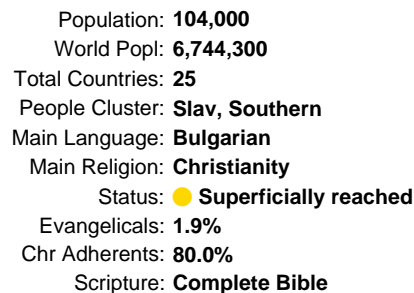 Population: 104,000
World Popl: 6,744,300
Total Countries: 25
People Cluster: Slav, Southern
Main Language: Bulgarian
Main Religion: Christianity
Status: Superficially reached
Evangelicals: 1.9%
Chr Adherents: 80.0%
Scripture: Complete Bible